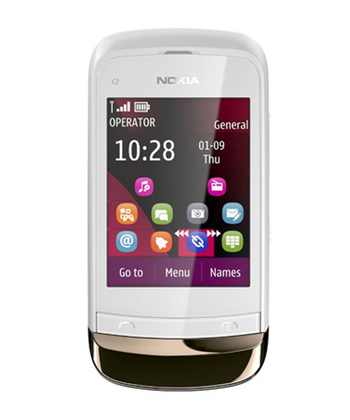 NOKIA
C2
OPERATOR
General
10:28
01-09
Thu
Go to Menu Names